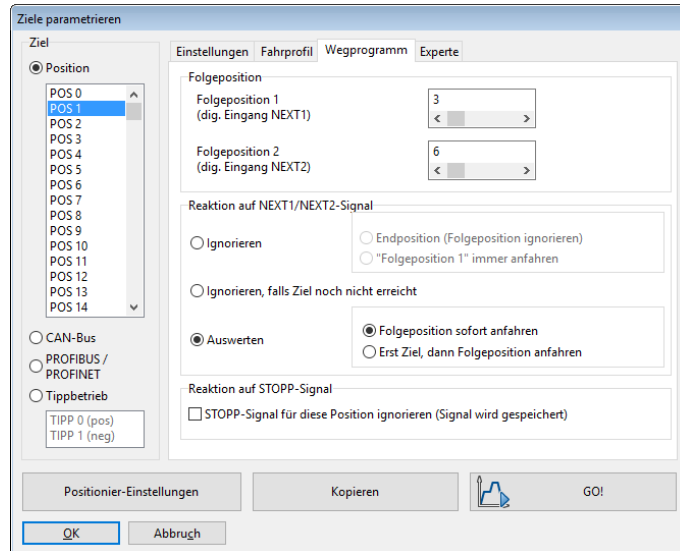 Ziele parametrieren
Ziel
Position
POS 0
POS 1
POS 2
POS 3
POS 4
POS 5
POS 6
POS 7
POS 8
POS 9
POS 10
POS 11
POS 12
POS 13
POS 14
CAN-Bus
PROFIBUS /
PROFINET
Tippbetrieb
TIPP 0 (pos)
TIPP 1 (neg)
Einstellungen Fahrprofil Wegprogramm Experte
Folgeposition
Folgeposition 1
(dig. Eingang NEXT1)
3
Folgeposition 2
(dig. Eingang NEXT2)
6
Reaktion auf NEXT1/NEXT2-Signal
Ignorieren
Endposition (Folgeposition ignorieren)
"Folgeposition 1" immer anfahren
Ignorieren, falls Ziel noch nicht erreicht
Auswerten
Folgeposition sofort anfahren
Erst Ziel, dann Folgeposition anfahren
Reaktion auf STOPP-Signal
STOPP-Signal für diese Position ignorieren (Signal wird gespeichert)
Positionier-Einstellungen Kopieren GO!
OK Abbruch